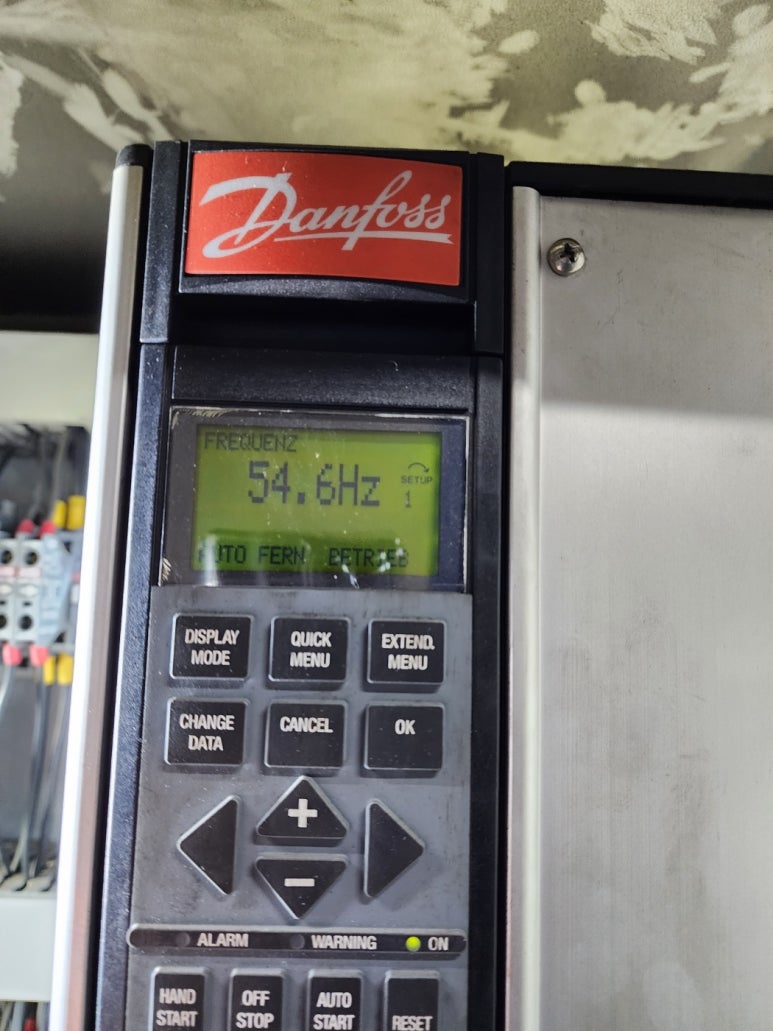 Danfoss
FREQUENZ
54.6Hz
SETUP
1
AUTO FERN BETRIEB
DISPLAY
MODE
QUICK
MENU
EXTEND.
MENU
CHANGE
DATA
CANCEL
OK
+
−
ALARM
WARNING
ON
HAND
START
OFF
STOP
AUTO
START
RESET